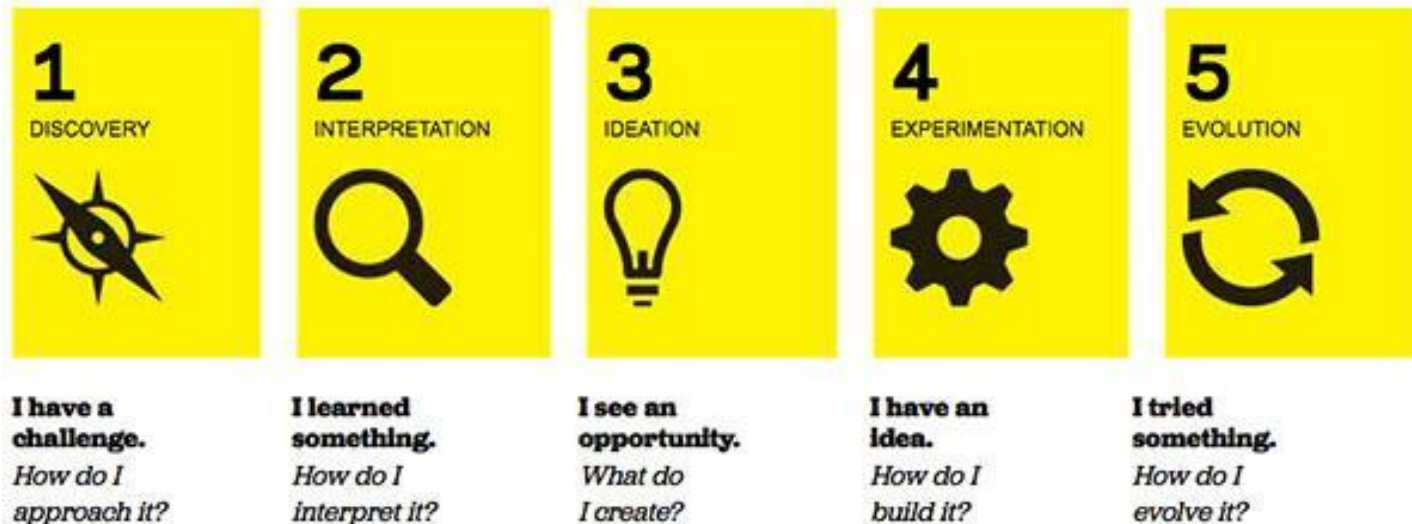 1
DISCOVERY
2
INTERPRETATION
3
IDEATION
4
EXPERIMENTATION
5
EVOLUTION
I have a
challenge.
How do I
approach it?
I learned
something.
How do I
interpret it?
I see an
opportunity.
What do
I create?
I have an
idea.
How do I
build it?
I tried
something.
How do I
evolve it?